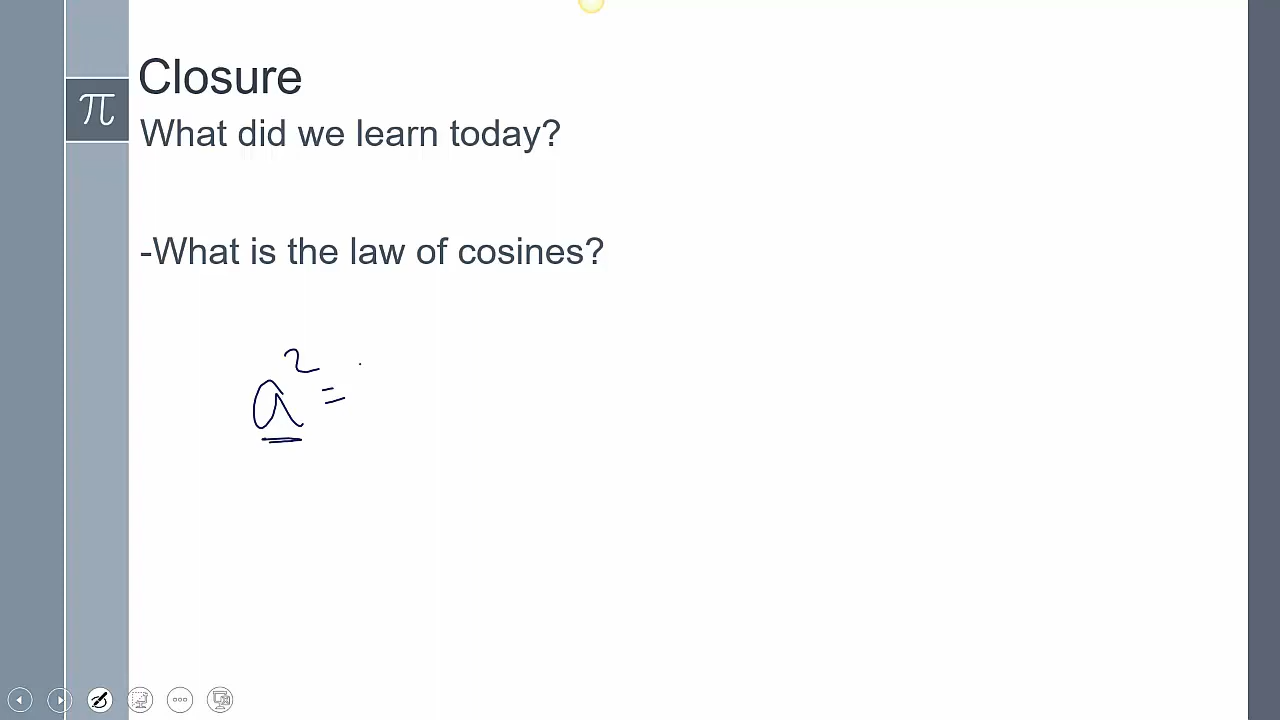 π
Closure
What did we learn today?
-What is the law of cosines?
a² =